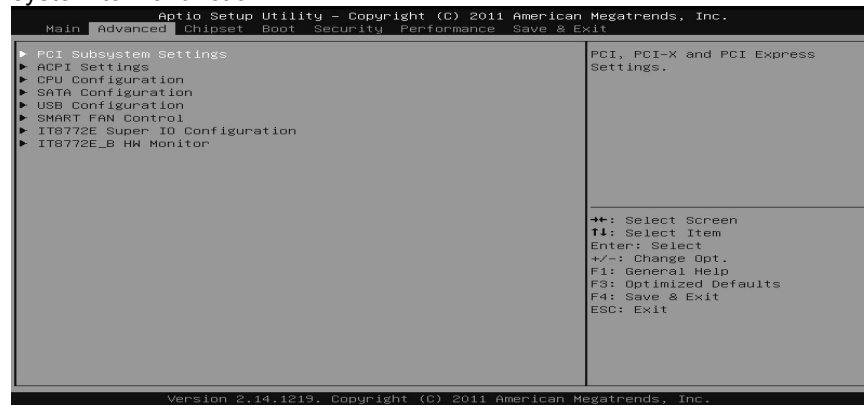 Aptio Setup Utility – Copyright (C) 2011 American Megatrends, Inc.
Main Advanced Chipset Boot Security Performance Save & Exit
► PCI Subsystem Settings
► ACPI Settings
► CPU Configuration
► SATA Configuration
► USB Configuration
► SMART FAN Control
► IT8772E Super IO Configuration
► IT8772E_B HW Monitor
PCI, PCI-X and PCI Express
Settings.
→←: Select Screen
↑↓: Select Item
Enter: Select
+/-: Change Opt.
F1: General Help
F3: Optimized Defaults
F4: Save & Exit
ESC: Exit
Version 2.14.1219. Copyright (C) 2011 American Megatrends, Inc.